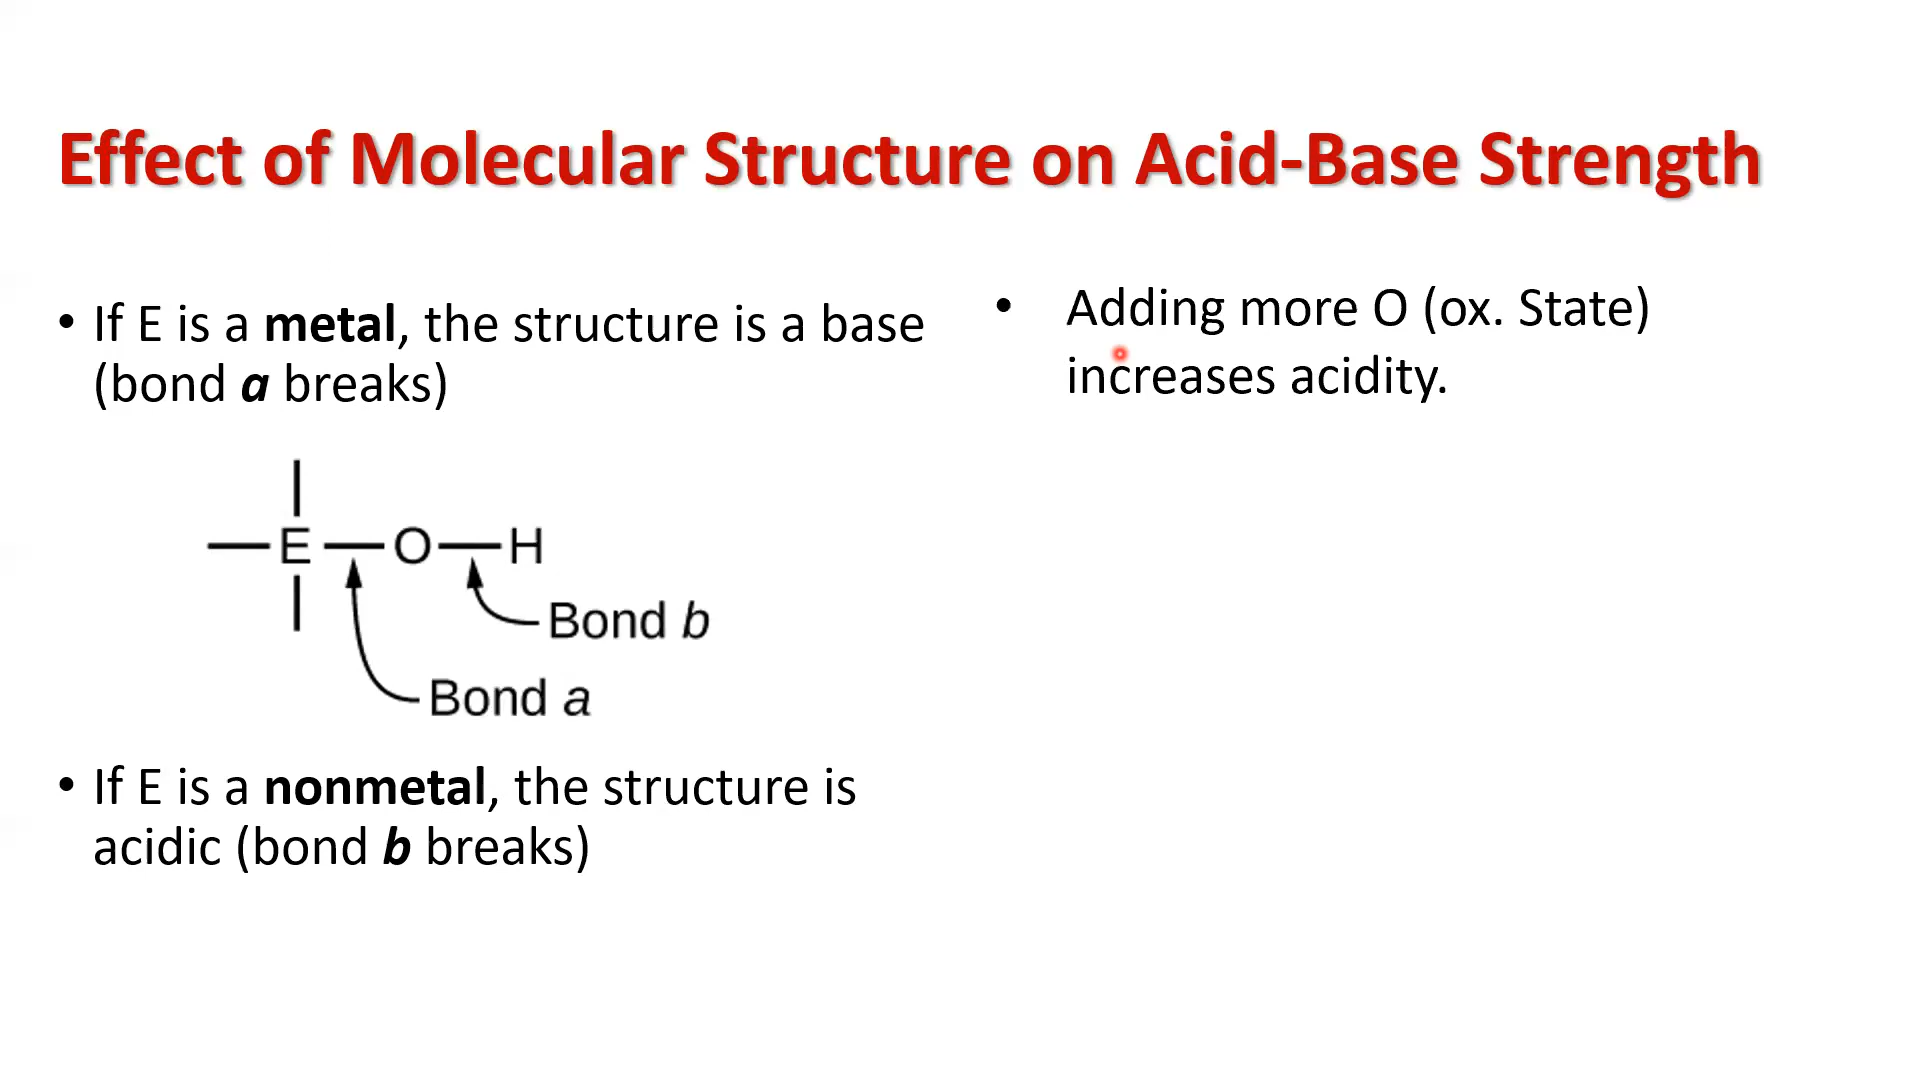 Effect of Molecular Structure on Acid-Base Strength
• If E is a metal, the structure is a base
(bond a breaks)
E O H
Bond b
Bond a
• If E is a nonmetal, the structure is
acidic (bond b breaks)
• Adding more O (ox. State)
increases acidity.